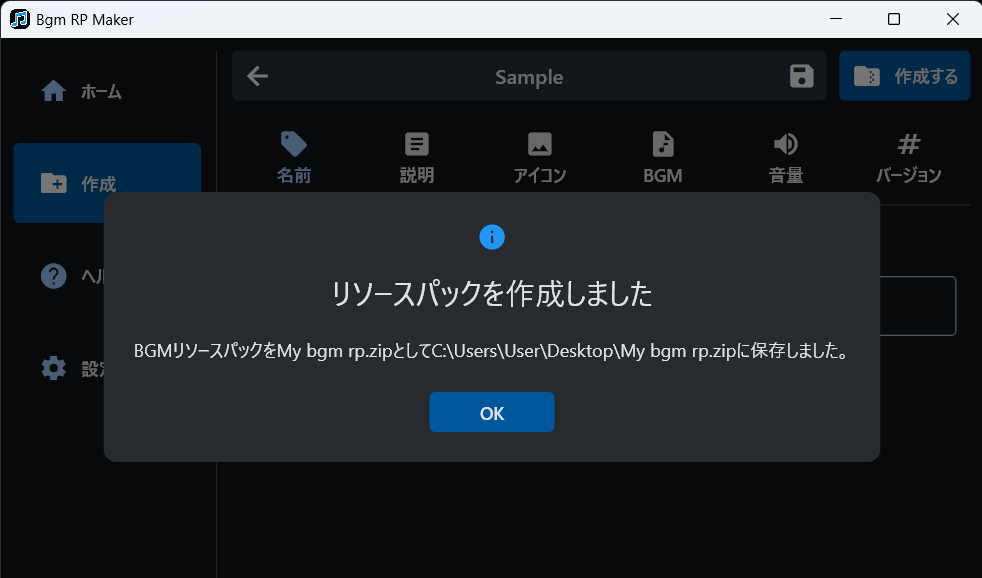 Bgm RP Maker
ホーム
作成
設定
Sample
作成する
名前
説明
アイコン
BGM
音量
バージョン
リソースパックを作成しました
BGMリソースパックをMy bgm rp.zipとしてC:\Users\User\Desktop\My bgm rp.zipに保存しました。
OK